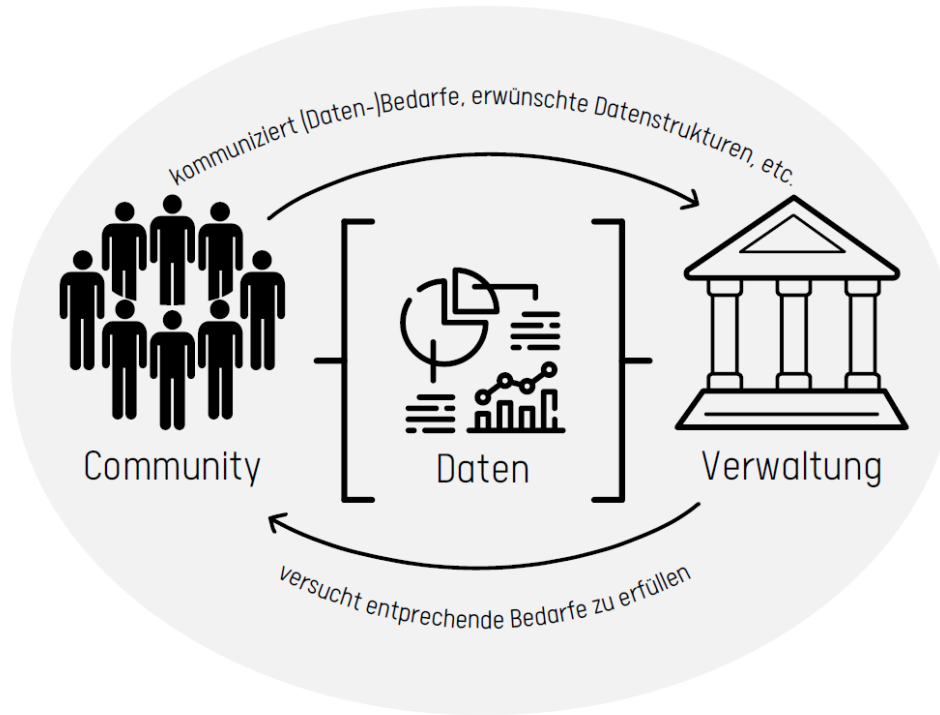 kommuniziert (Daten-)Bedarfe, erwünschte Datenstrukturen, etc.
Community
Daten
Verwaltung
versucht entprechende Bedarfe zu erfüllen